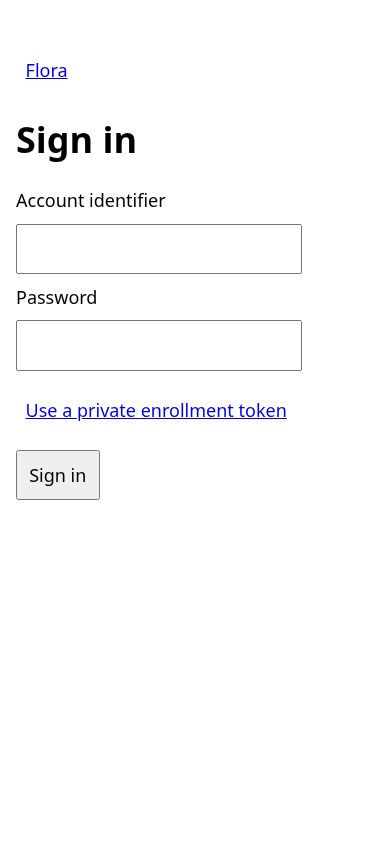 Flora
Sign in
Account identifier
Password
Use a private enrollment token
Sign in